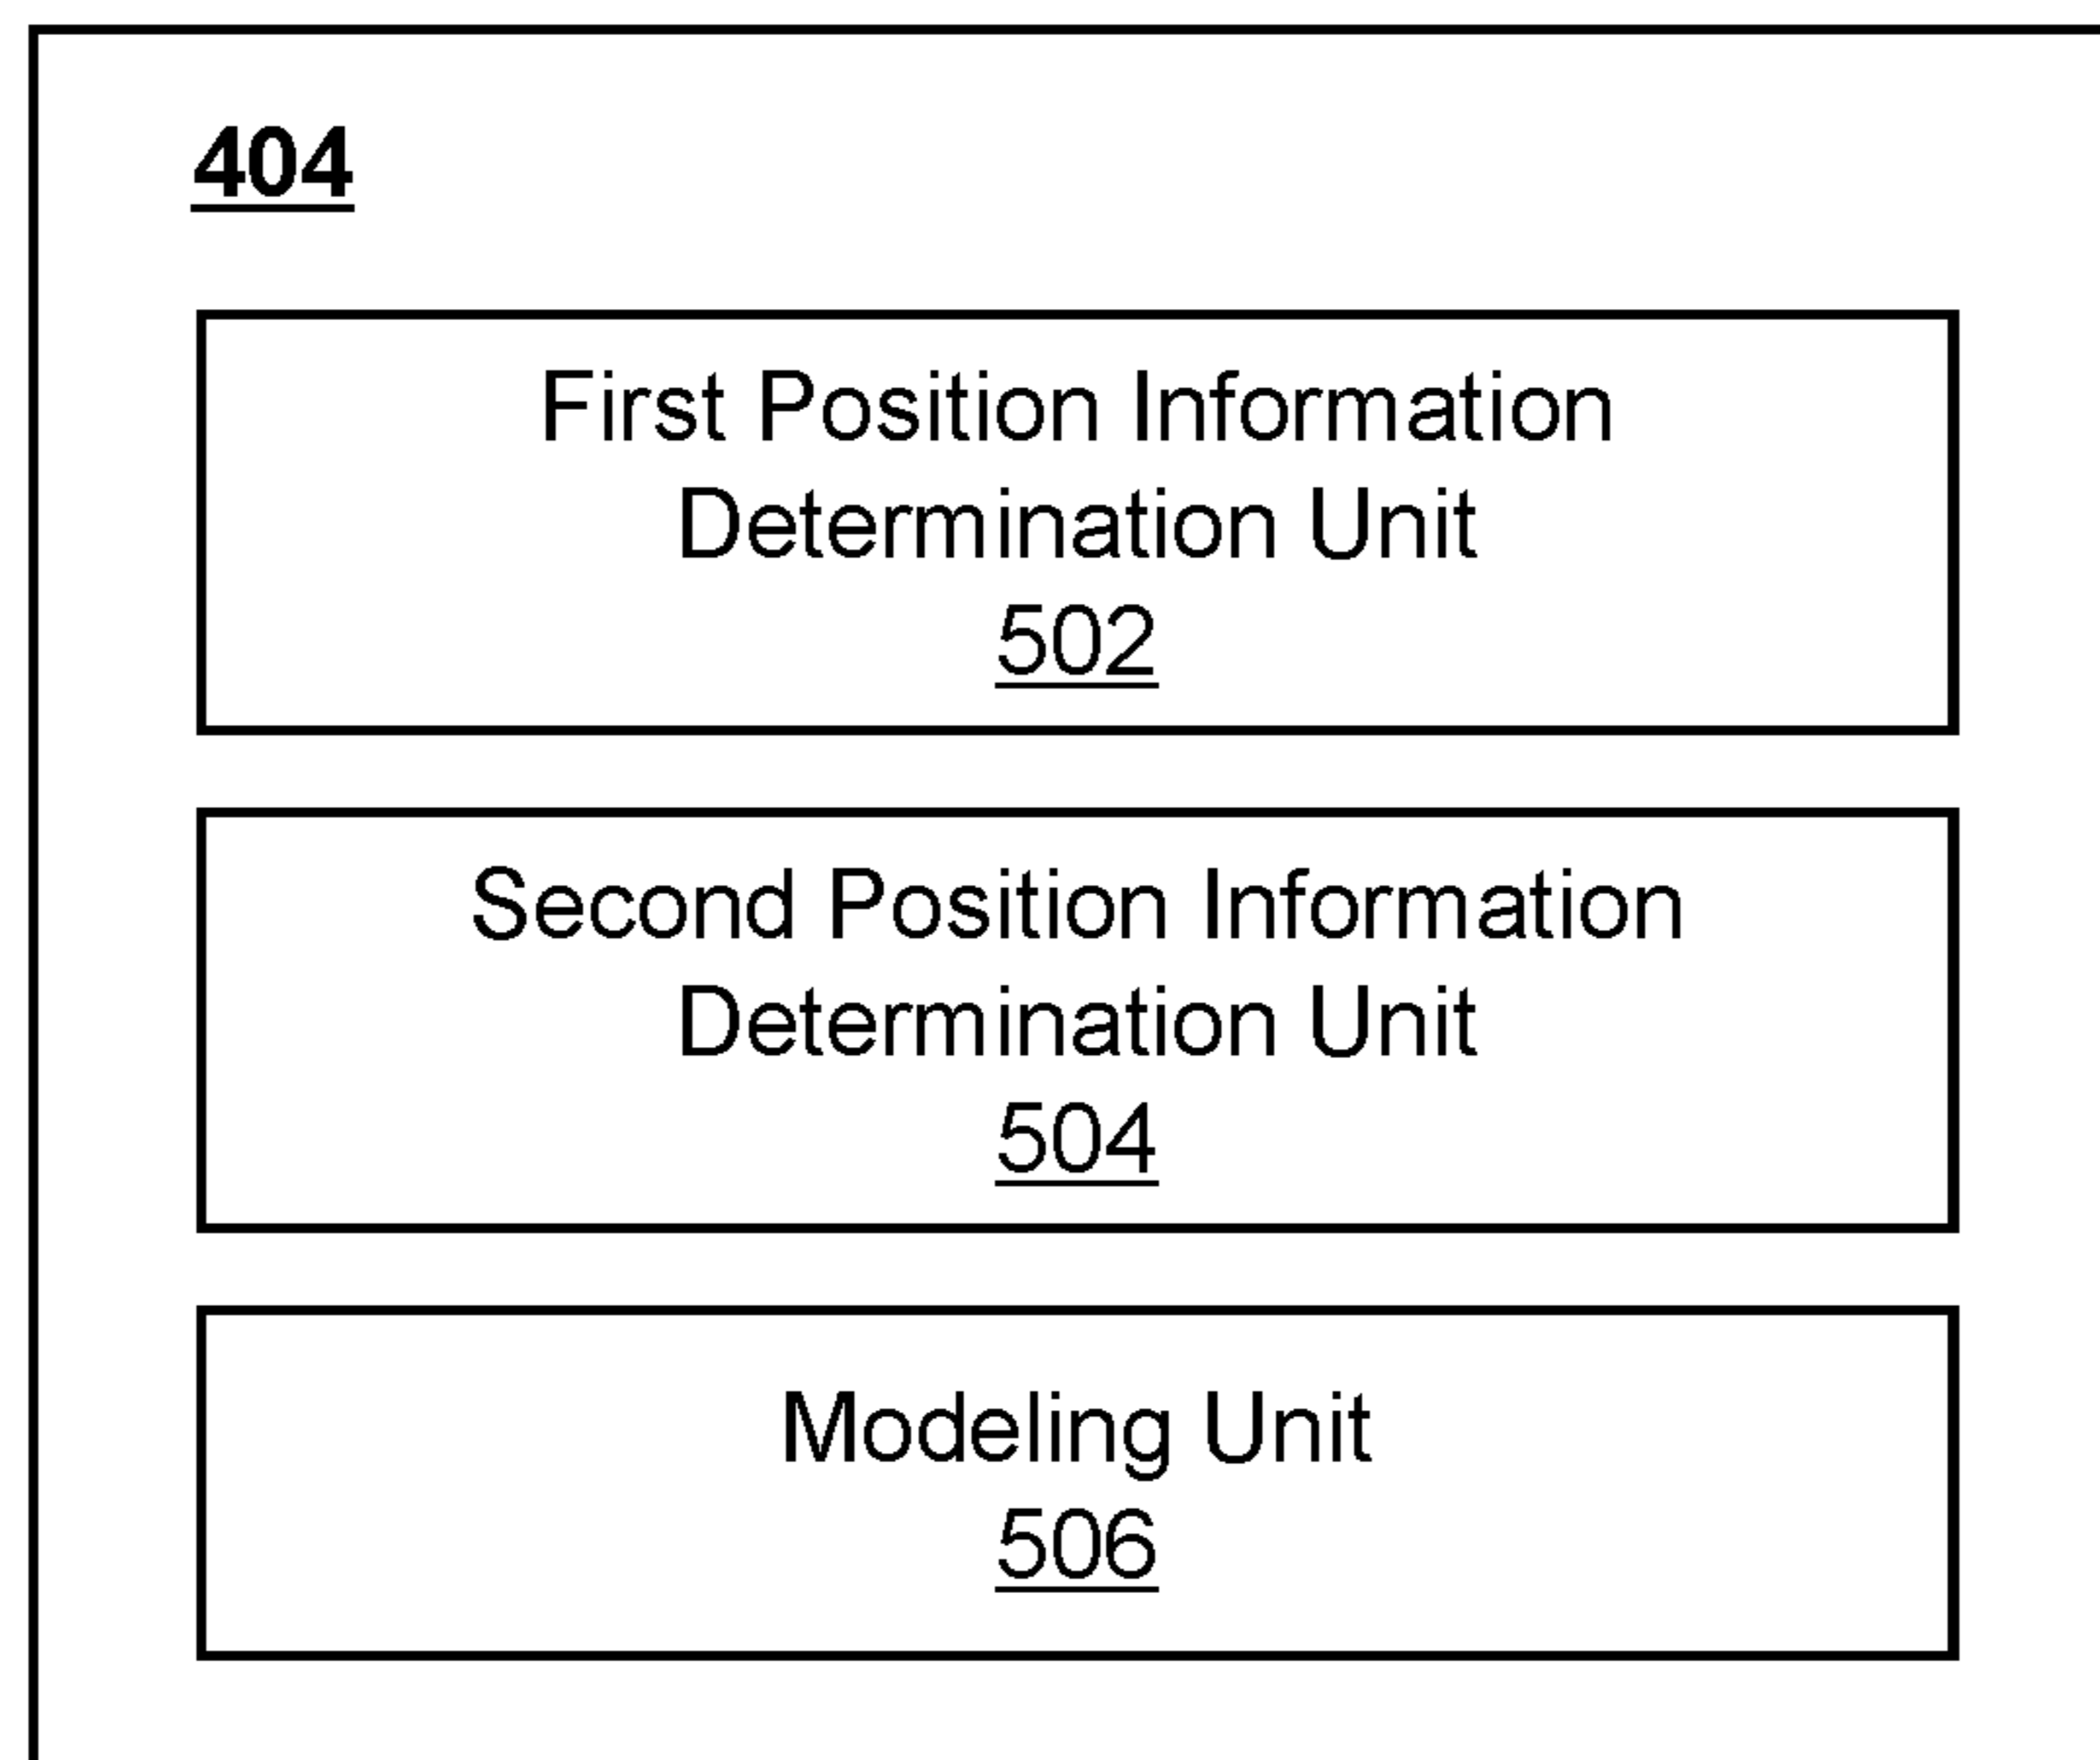 404
First Position Information
Determination Unit
502
Second Position Information
Determination Unit
504
Modeling Unit
506